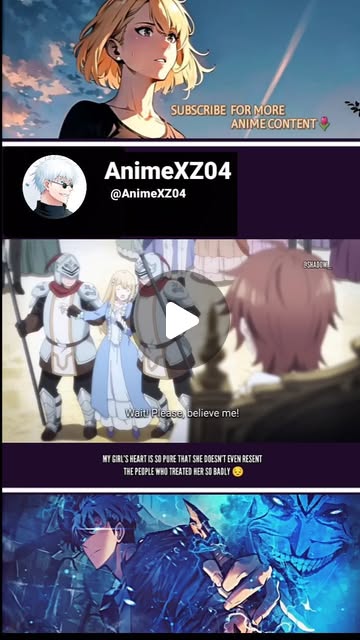 SUBSCRIBE FOR MORE
ANIME CONTENT🌷
AnimeXZ04
@AnimeXZ04
@SHADOW_
Wait! Please, believe me!
MY GIRL'S HEART IS SO PURE THAT SHE DOESN'T EVEN RESENT
THE PEOPLE WHO TREATED HER SO BADLY 😔